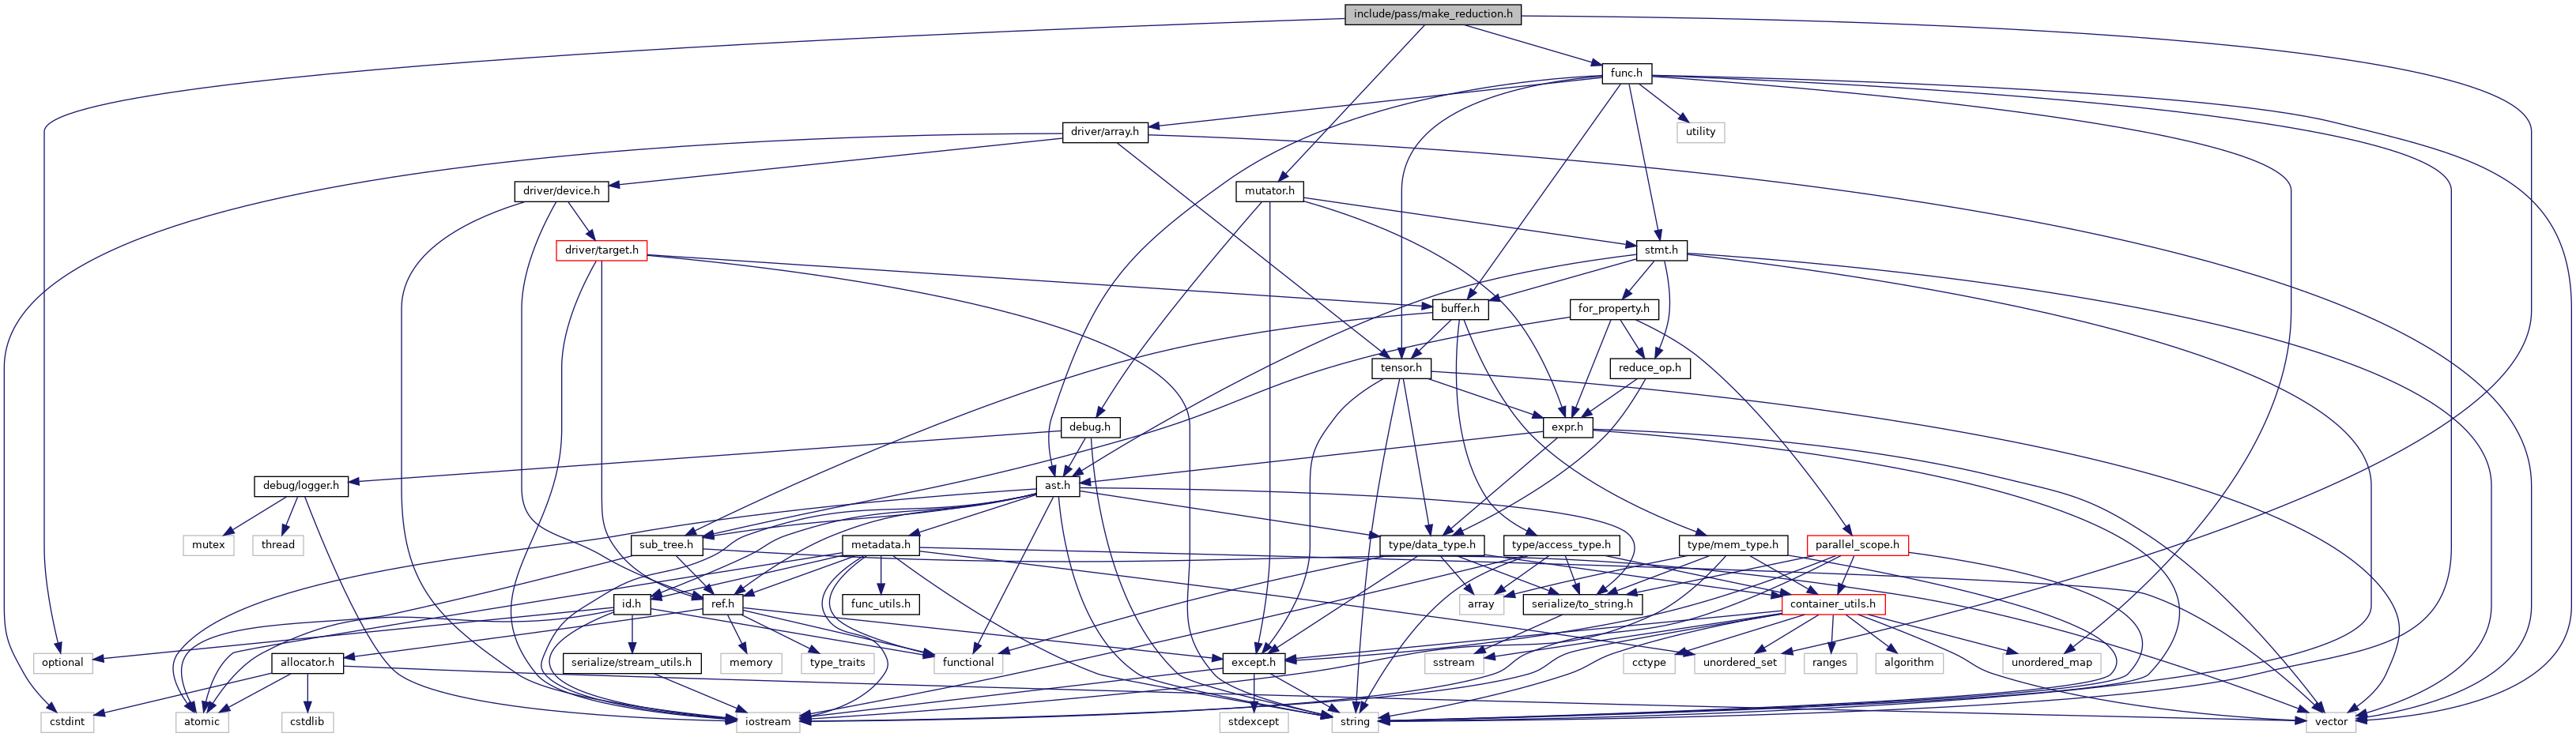 include/pass/make_reduction.h
func.h
driver/array.h
utility
driver/device.h
mutator.h
driver/target.h
stmt.h
buffer.h
for_property.h
tensor.h
reduce_op.h
debug.h
expr.h
debug/logger.h
ast.h
mutex
thread
sub_tree.h
metadata.h
type/data_type.h
type/access_type.h
type/mem_type.h
parallel_scope.h
id.h
ref.h
func_utils.h
array
serialize/to_string.h
container_utils.h
optional
allocator.h
serialize/stream_utils.h
memory
type_traits
functional
except.h
sstream
cctype
unordered_set
ranges
algorithm
unordered_map
cstdint
atomic
cstdlib
iostream
stdexcept
string
vector